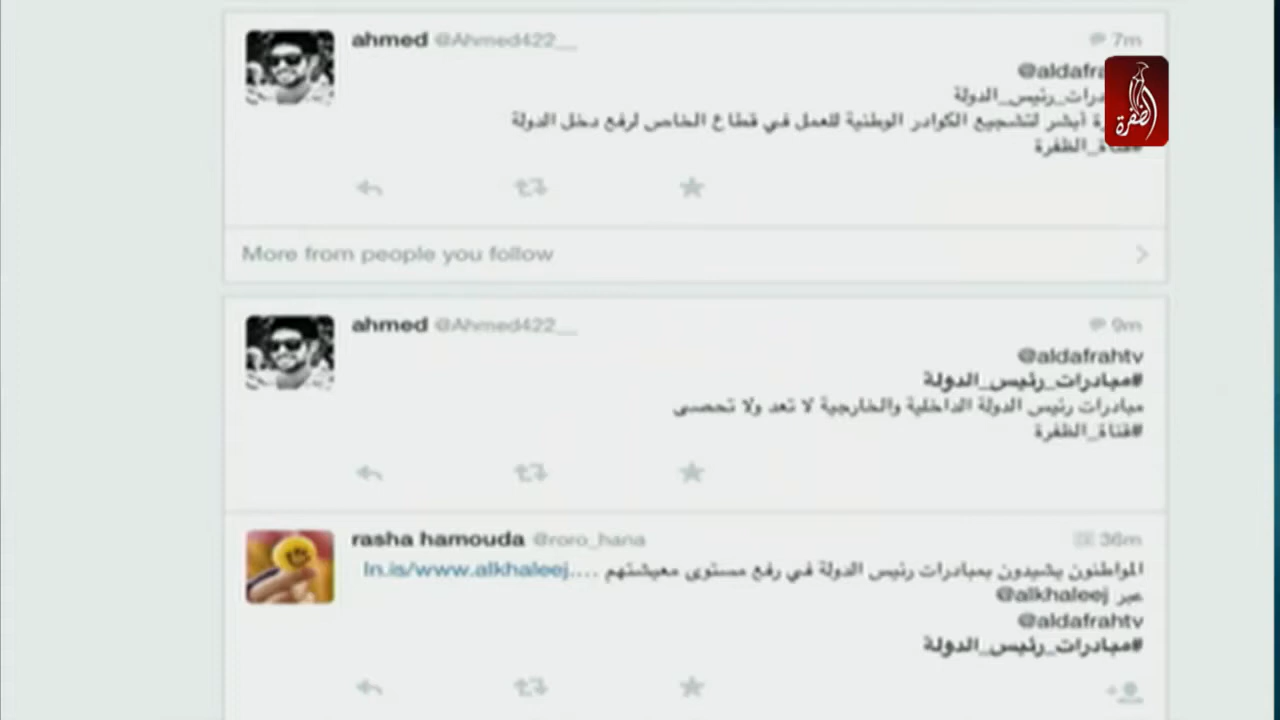 ahmed @Ahmed422__ 7m
رئيس_الدولة
أبشر لتشجيع الكوادر الوطنية للعمل في قطاع الخاص لرفع دخل الدولة
More from people you follow
ahmed @Ahmed422__ 9m
@aldafrahtv
#مبادرات_رئيس_الدولة
مبادرات رئيس الدولة الداخلية والخارجية لا تعد ولا تحصى
#قناة_الظفرة
rasha hamouda @roro_hana 36m
المواطنون يشيدون بمبادرات رئيس الدولة في رفع مستوى معيشتهم .... ln.is/www.alkhaleej…
عبر @alkhaleej
@aldafrahtv
#مبادرات_رئيس_الدولة
الظفرة